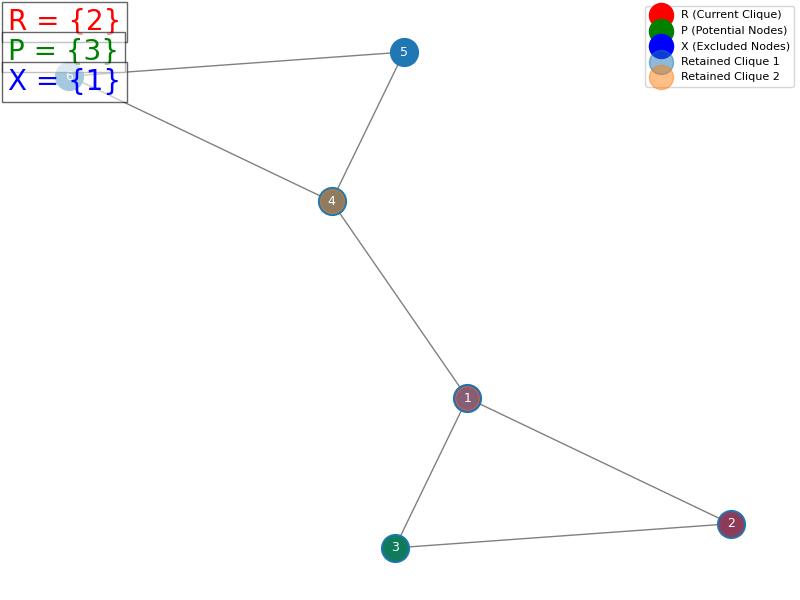 R = {2}
P = {3}
X = {1}
R (Current Clique)
P (Potential Nodes)
X (Excluded Nodes)
Retained Clique 1
Retained Clique 2
6
5
4
1
2
3